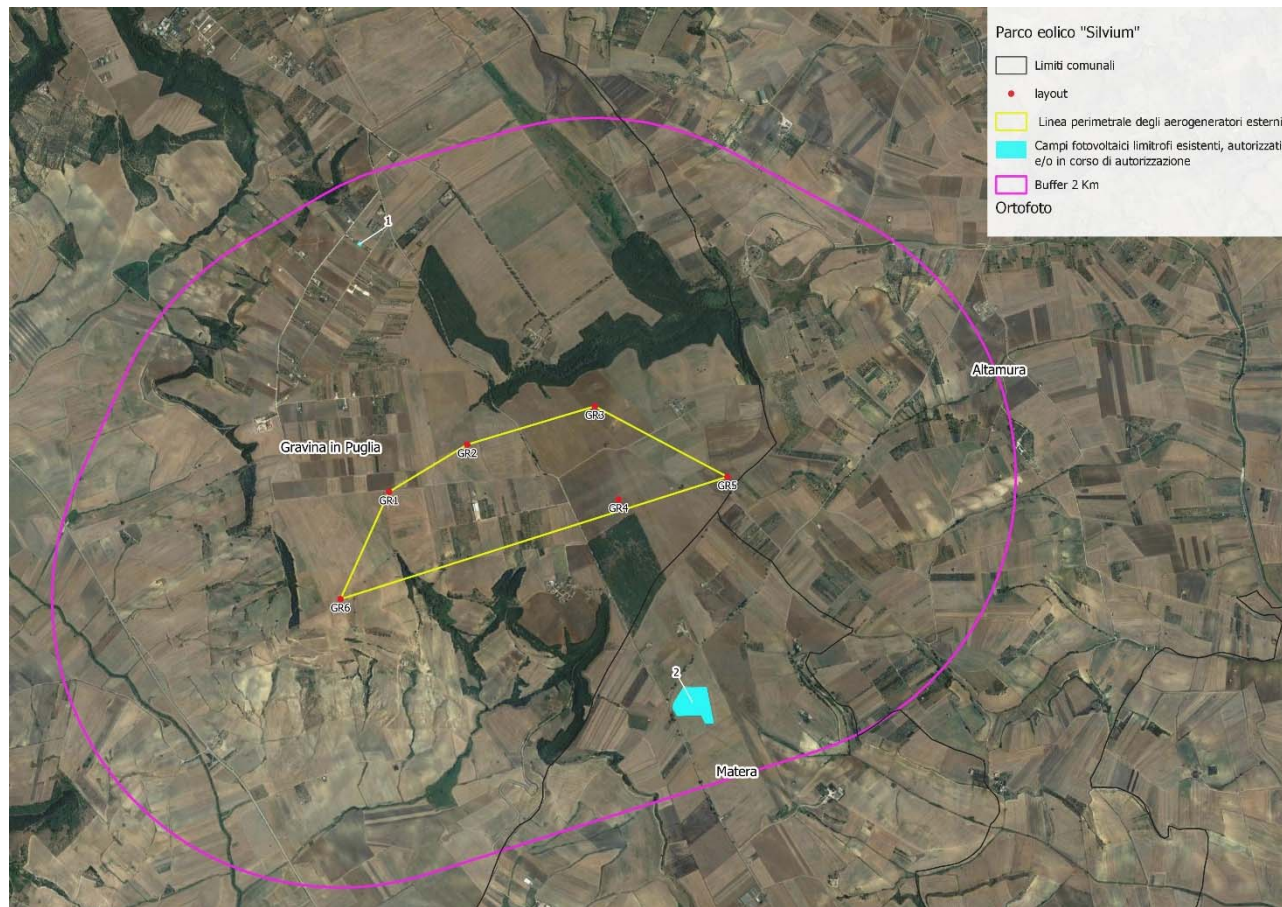 Parco eolico "Silvium"
Limiti comunali
layout
Linea perimetrale degli aerogeneratori esterni
Campi fotovoltaici limitrofi esistenti, autorizzati
e/o in corso di autorizzazione
Buffer 2 Km
Ortofoto
1
Altamura
GR3
Gravina in Puglia
GR2
GR5
GR1
GR4
GR6
2
Matera